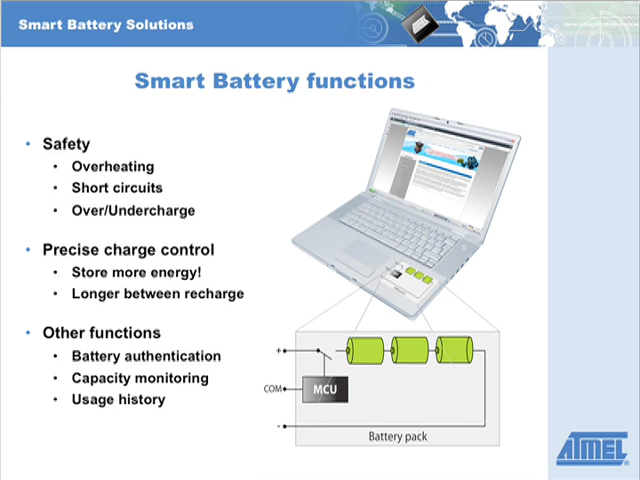 Smart Battery Solutions
Smart Battery functions
• Safety
• Overheating
• Short circuits
• Over/Undercharge
• Precise charge control
• Store more energy!
• Longer between recharge
• Other functions
• Battery authentication
• Capacity monitoring
• Usage history
+
COM
MCU
-
Battery pack
ATMEL®